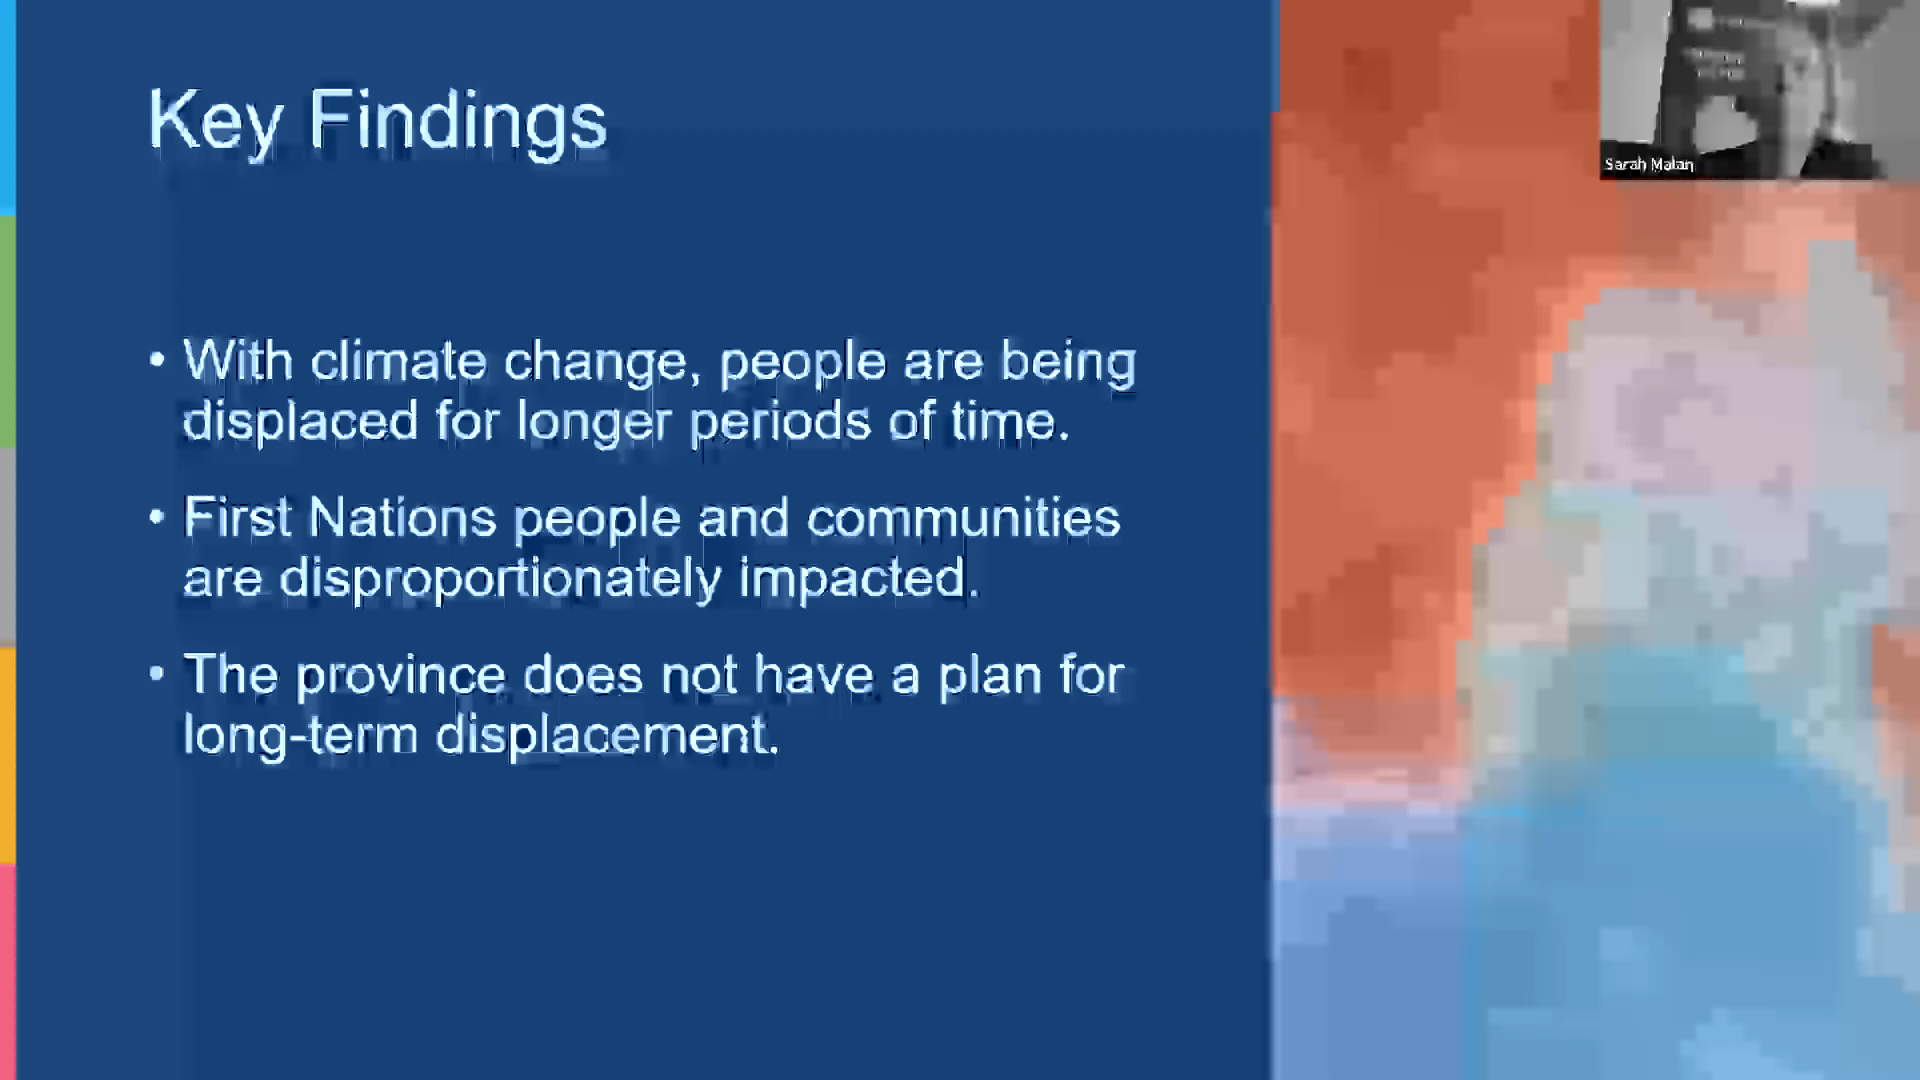 Key Findings
Sarah Malan
• With climate change, people are being
displaced for longer periods of time.
• First Nations people and communities
are disproportionately impacted.
• The province does not have a plan for
long-term displacement.